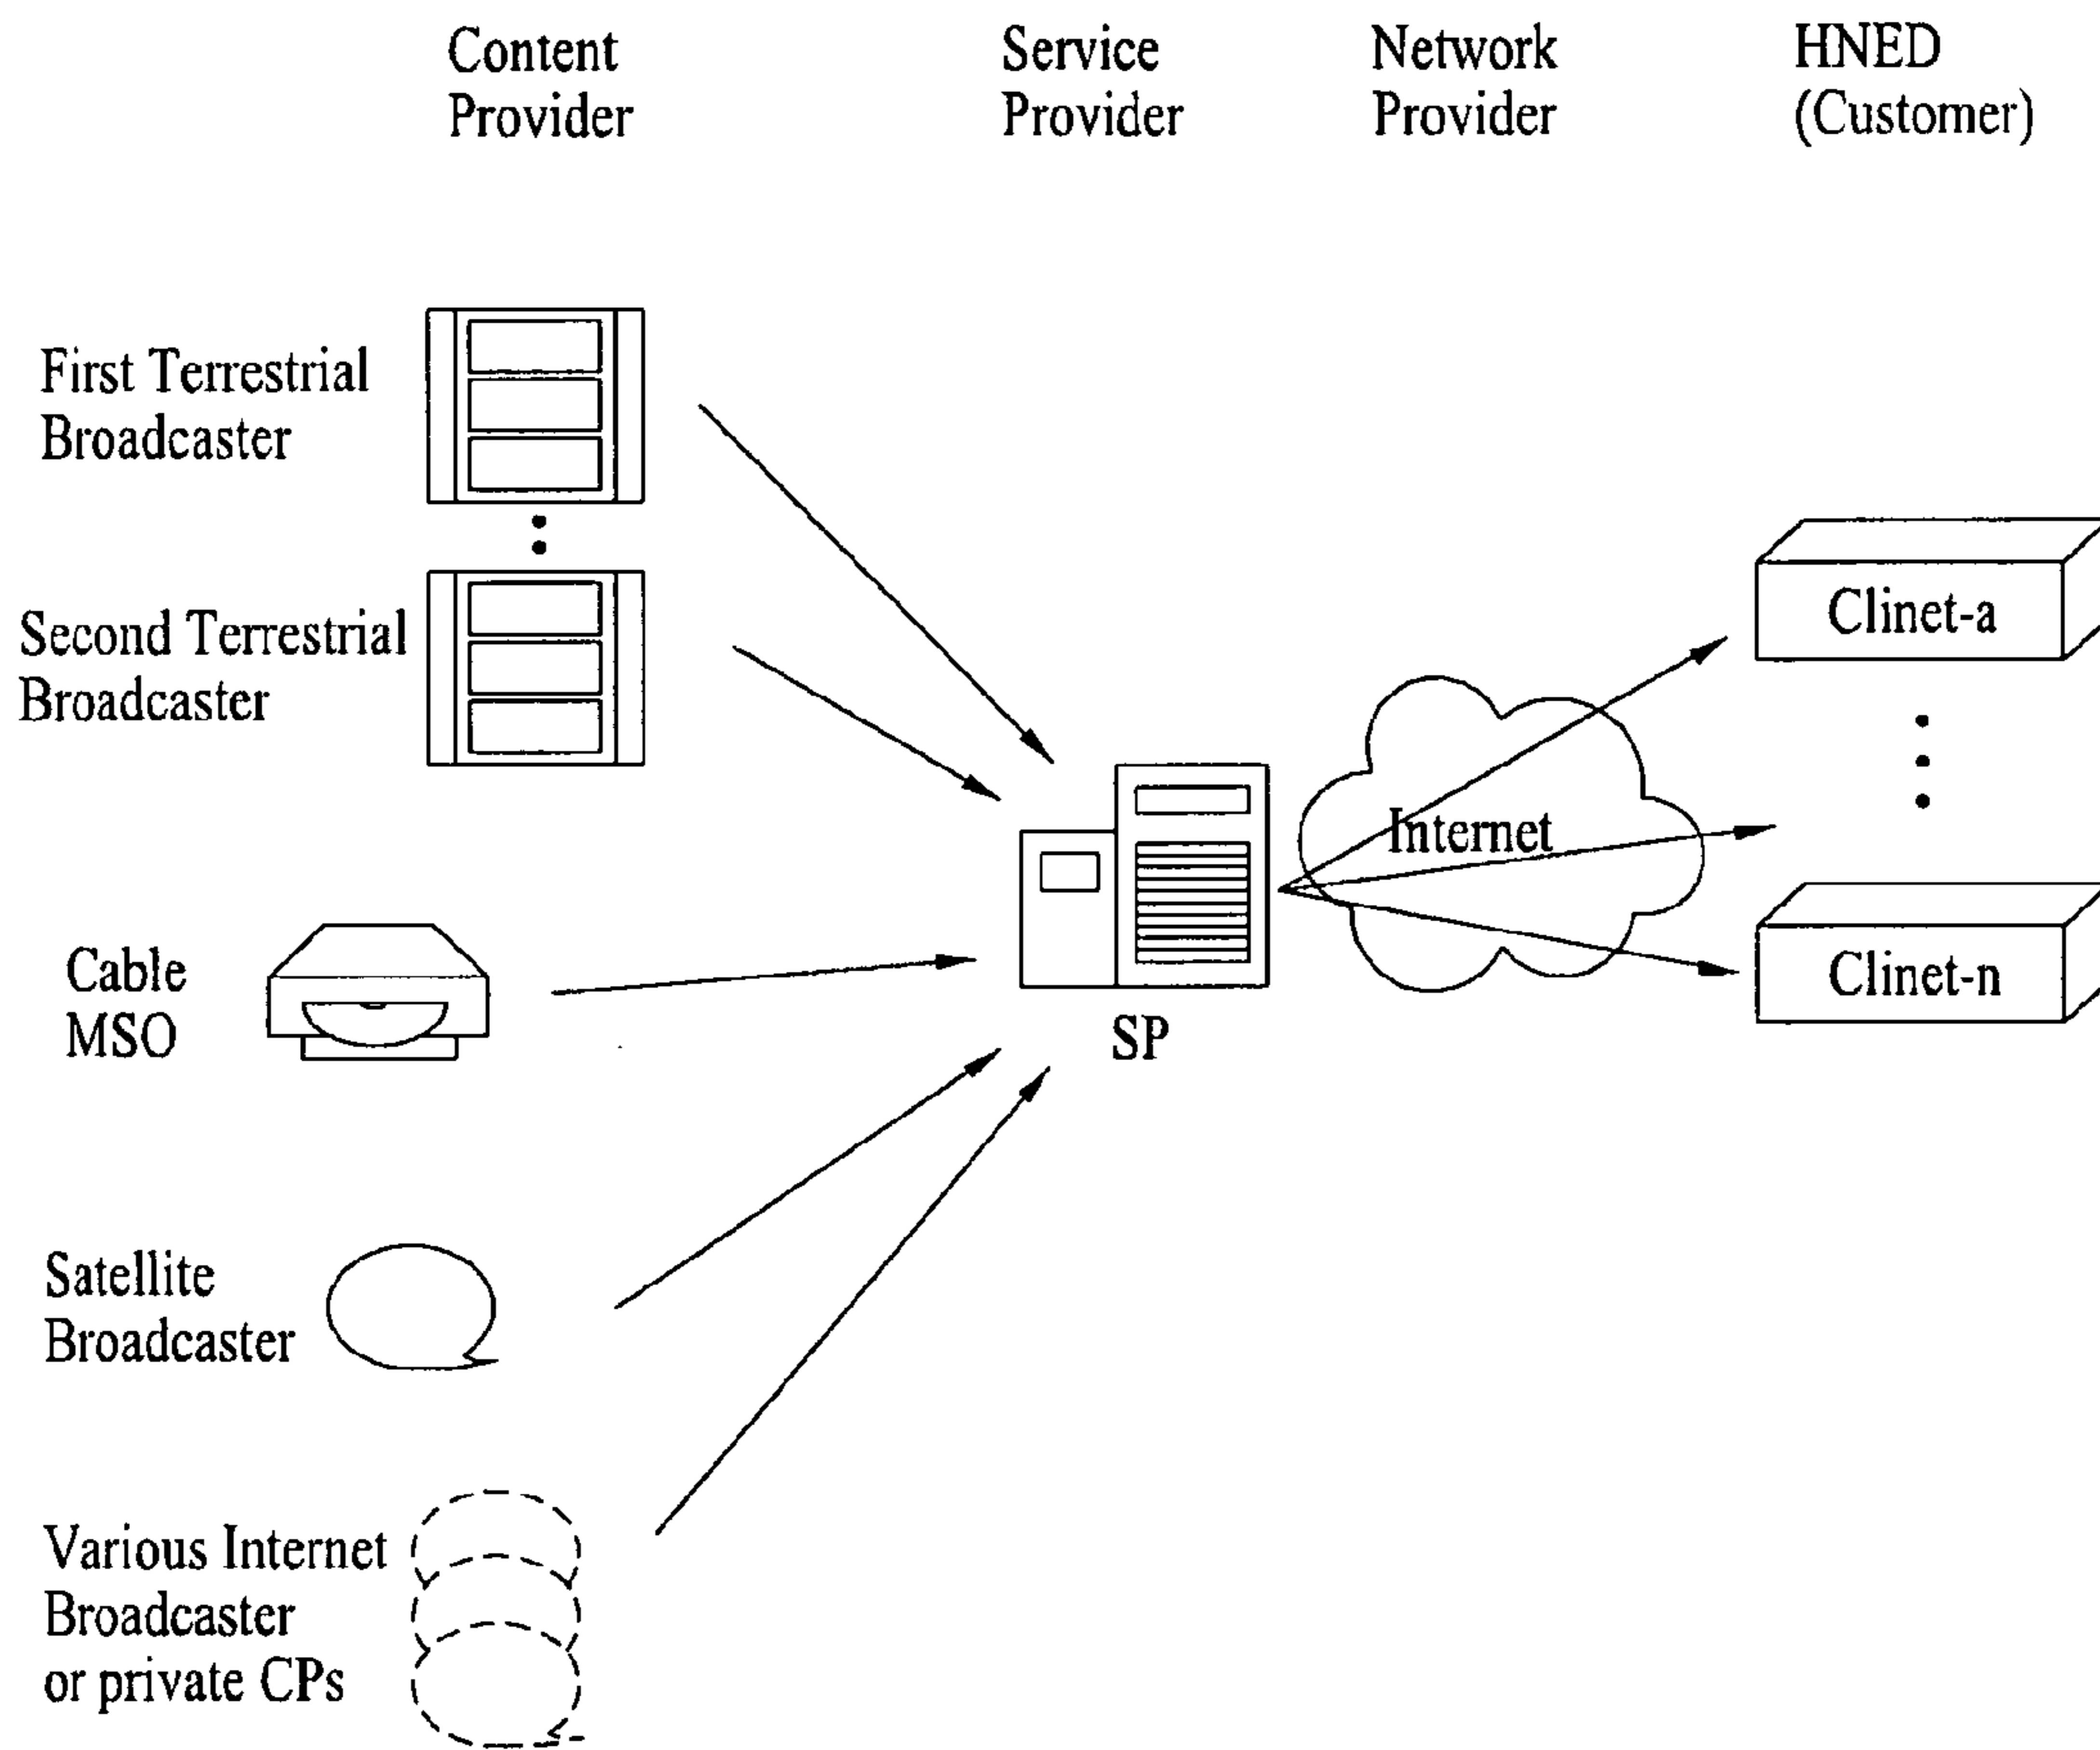 Content
Provider
Service
Provider
Network
Provider
HNED
(Customer)
First Terrestrial
Broadcaster
Second Terrestrial
Broadcaster
Cable
MSO
Satellite
Broadcaster
Various Internet
Broadcaster
or private CPs
SP
Internet
Clinet-a
Clinet-n